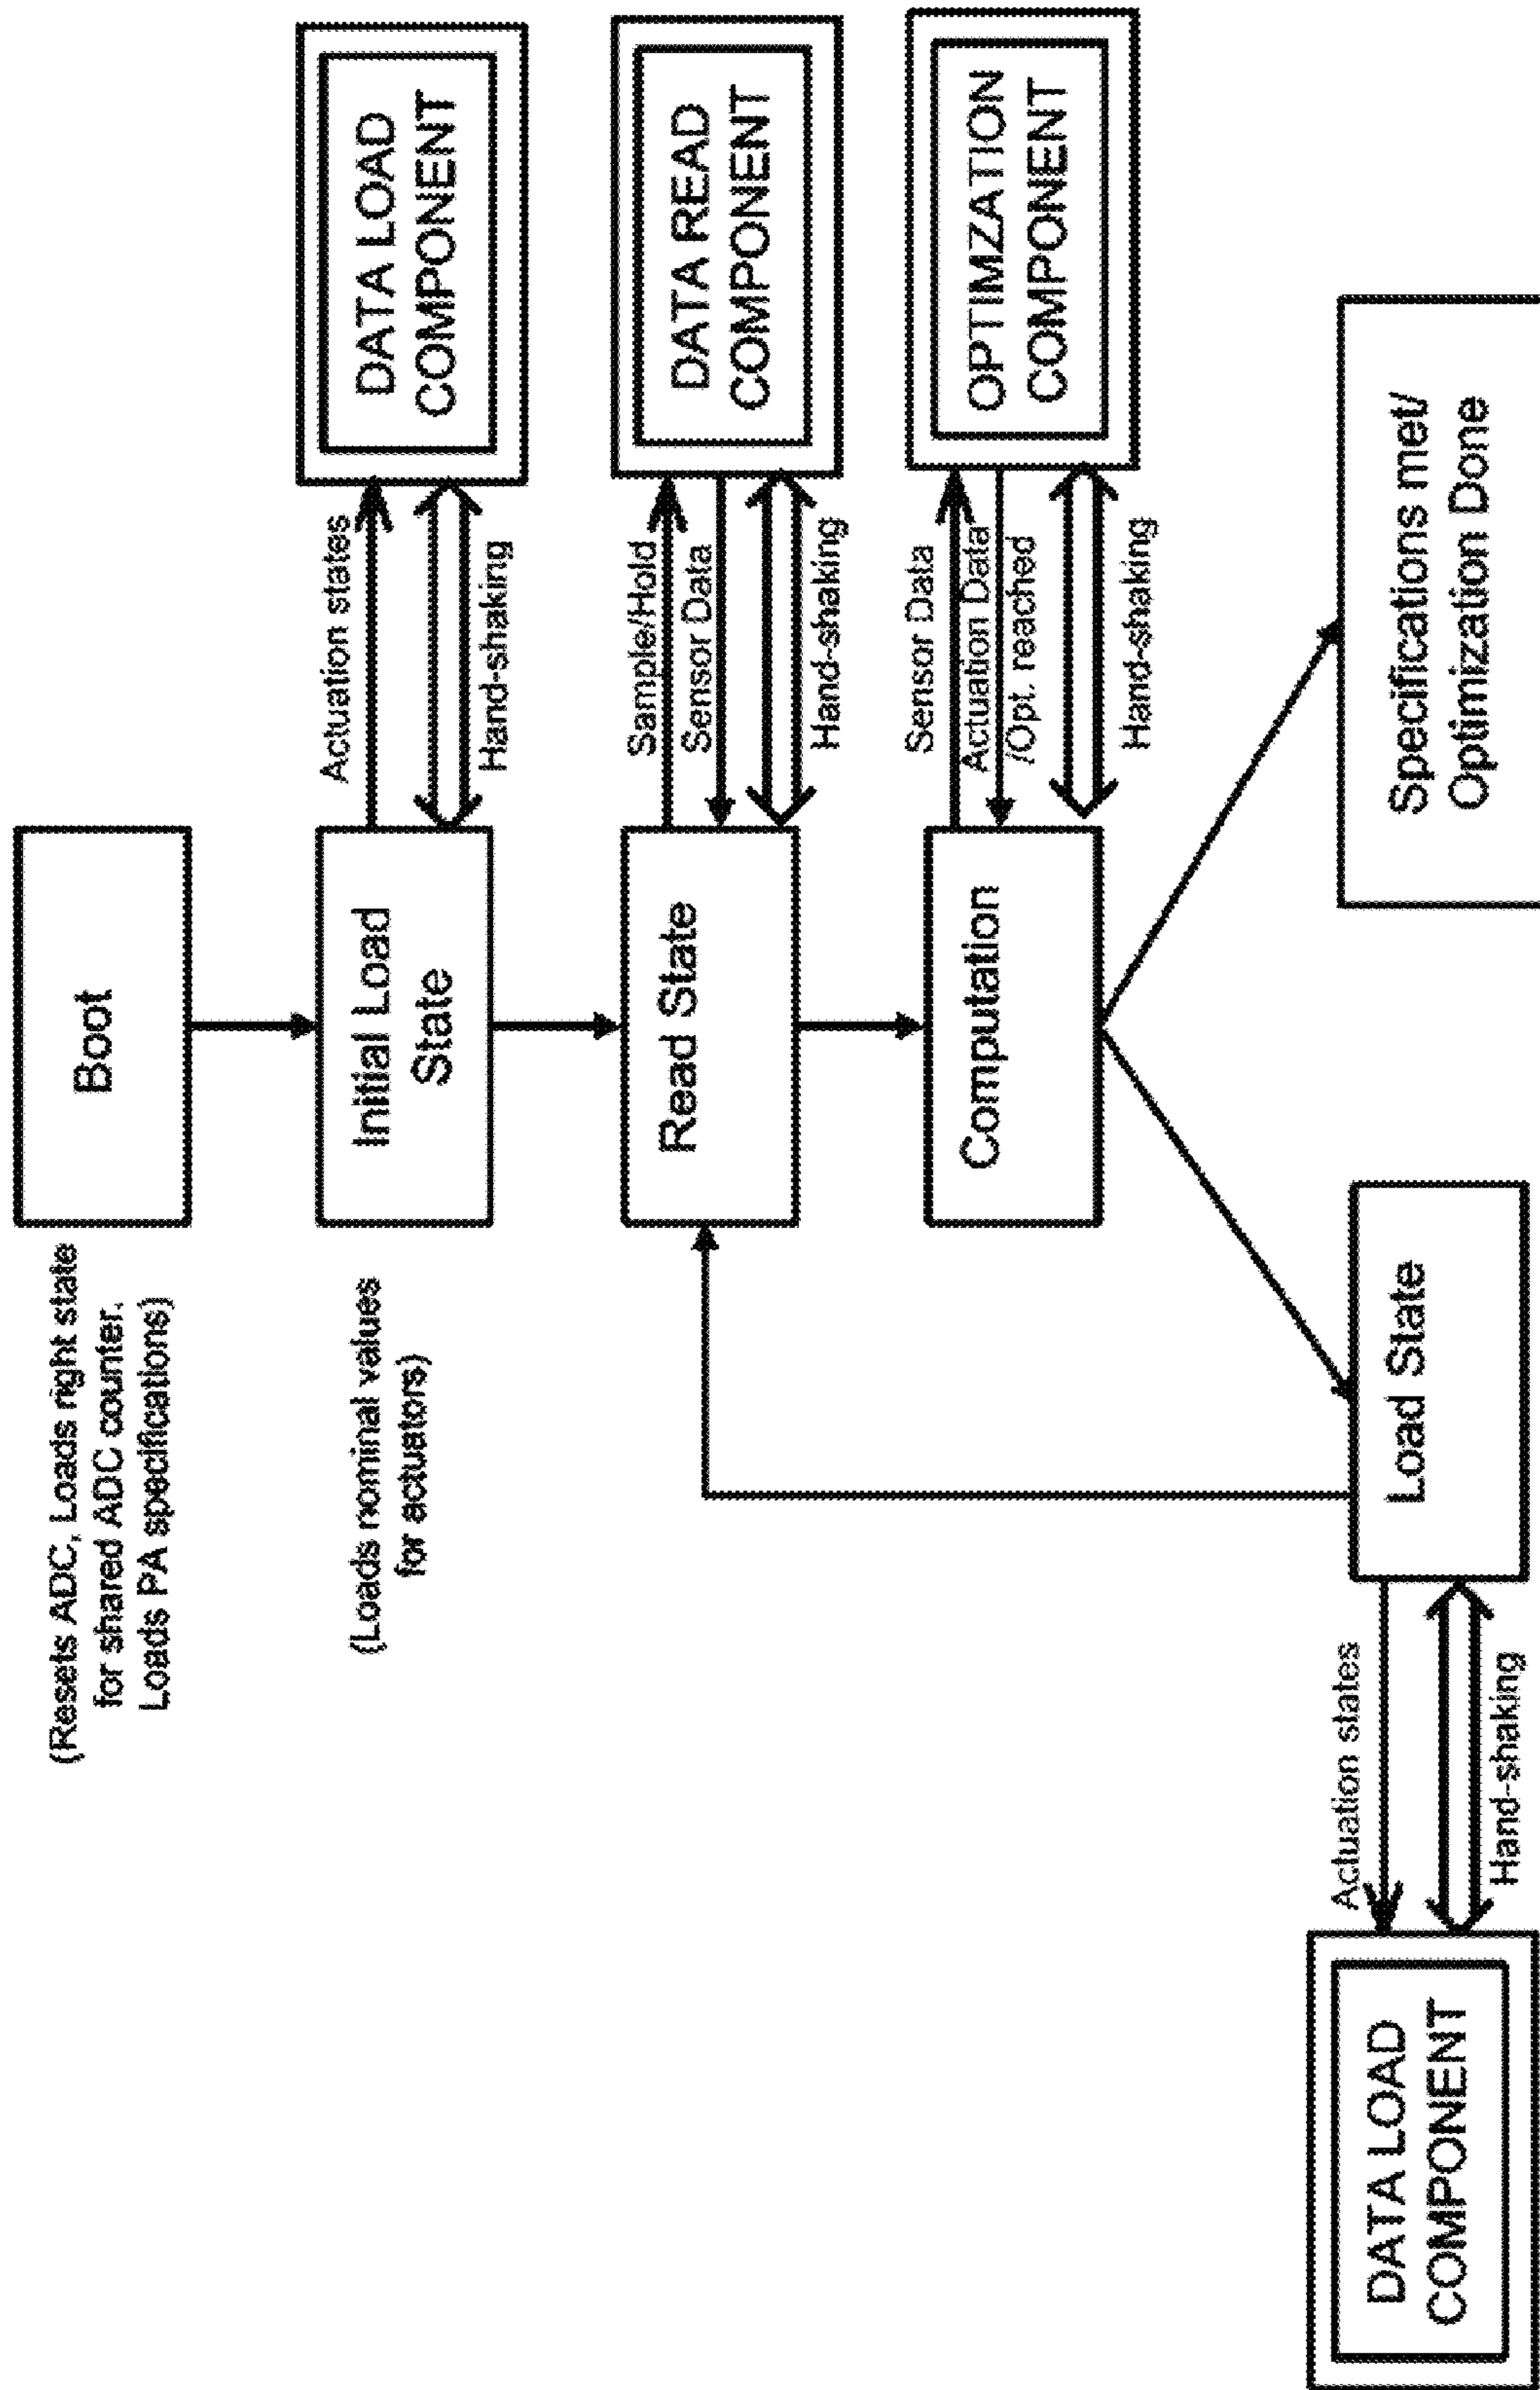 Boot
(Resets ADC, Loads right state
for shared ADC counter.
Loads PA specifications)
Initial Load
State
(Loads nominal values
for actuators)
Actuation states
Hand-shaking
DATA LOAD
COMPONENT
Read State
Sample/Hold
Sensor Data
Hand-shaking
DATA READ
COMPONENT
Computation
Sensor Data
Actuation Data
/Opt. reached
Hand-shaking
OPTIMIZATION
COMPONENT
DATA LOAD
COMPONENT
Actuation states
Hand-shaking
Load State
Specifications met/
Optimization Done